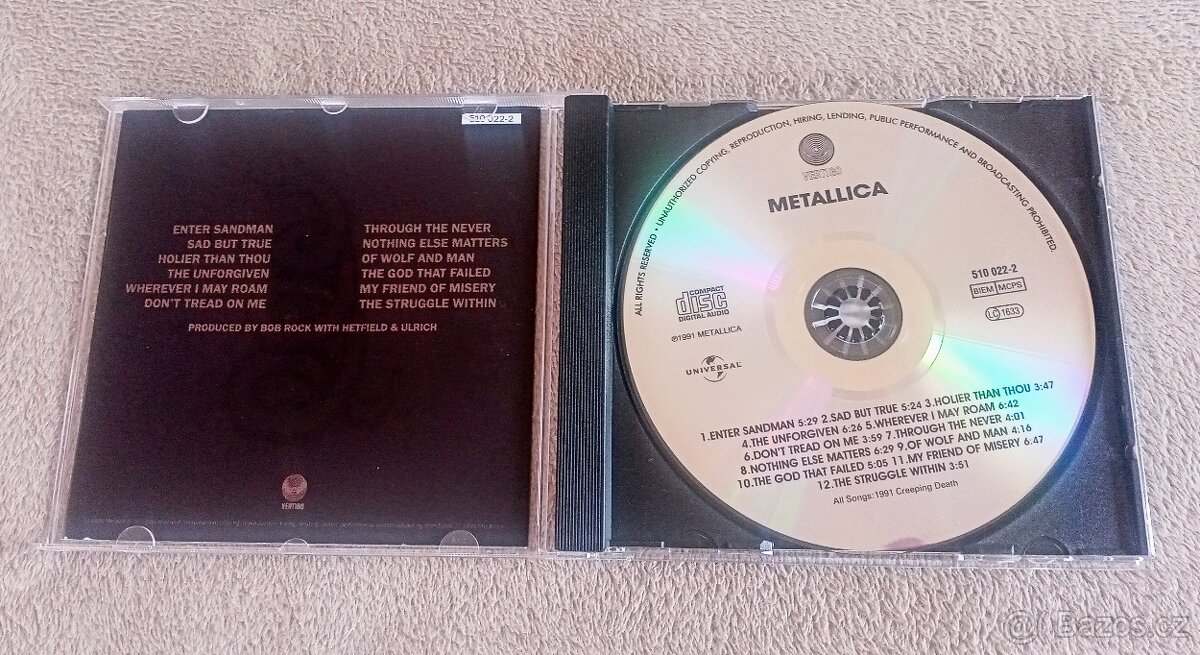 510 022-2
ENTER SANDMAN
SAD BUT TRUE
HOLIER THAN THOU
THE UNFORGIVEN
WHEREVER I MAY ROAM
DON'T TREAD ON ME
THROUGH THE NEVER
NOTHING ELSE MATTERS
OF WOLF AND MAN
THE GOD THAT FAILED
MY FRIEND OF MISERY
THE STRUGGLE WITHIN
PRODUCED BY BOB ROCK WITH HETFIELD & ULRICH
VERTIGO
ALL RIGHTS RESERVED • UNAUTHORIZED COPYING, REPRODUCTION, HIRING, LENDING, PUBLIC PERFORMANCE AND BROADCASTING PROHIBITED.
VERTIGO
METALLICA
510 022-2
BIEM MCPS
LC 1633
COMPACT
disc
DIGITAL AUDIO
℗1991 METALLICA
UNIVERSAL
1.ENTER SANDMAN 5:29 2.SAD BUT TRUE 5:24 3.HOLIER THAN THOU 3:47
4.THE UNFORGIVEN 6:26 5.WHEREVER I MAY ROAM 6:42
6.DON'T TREAD ON ME 3:59 7.THROUGH THE NEVER 4:01
8.NOTHING ELSE MATTERS 6:29 9.OF WOLF AND MAN 4:16
10.THE GOD THAT FAILED 5:05 11.MY FRIEND OF MISERY 6:47
12.THE STRUGGLE WITHIN 3:51
All Songs:1991 Creeping Death
Bazos.cz